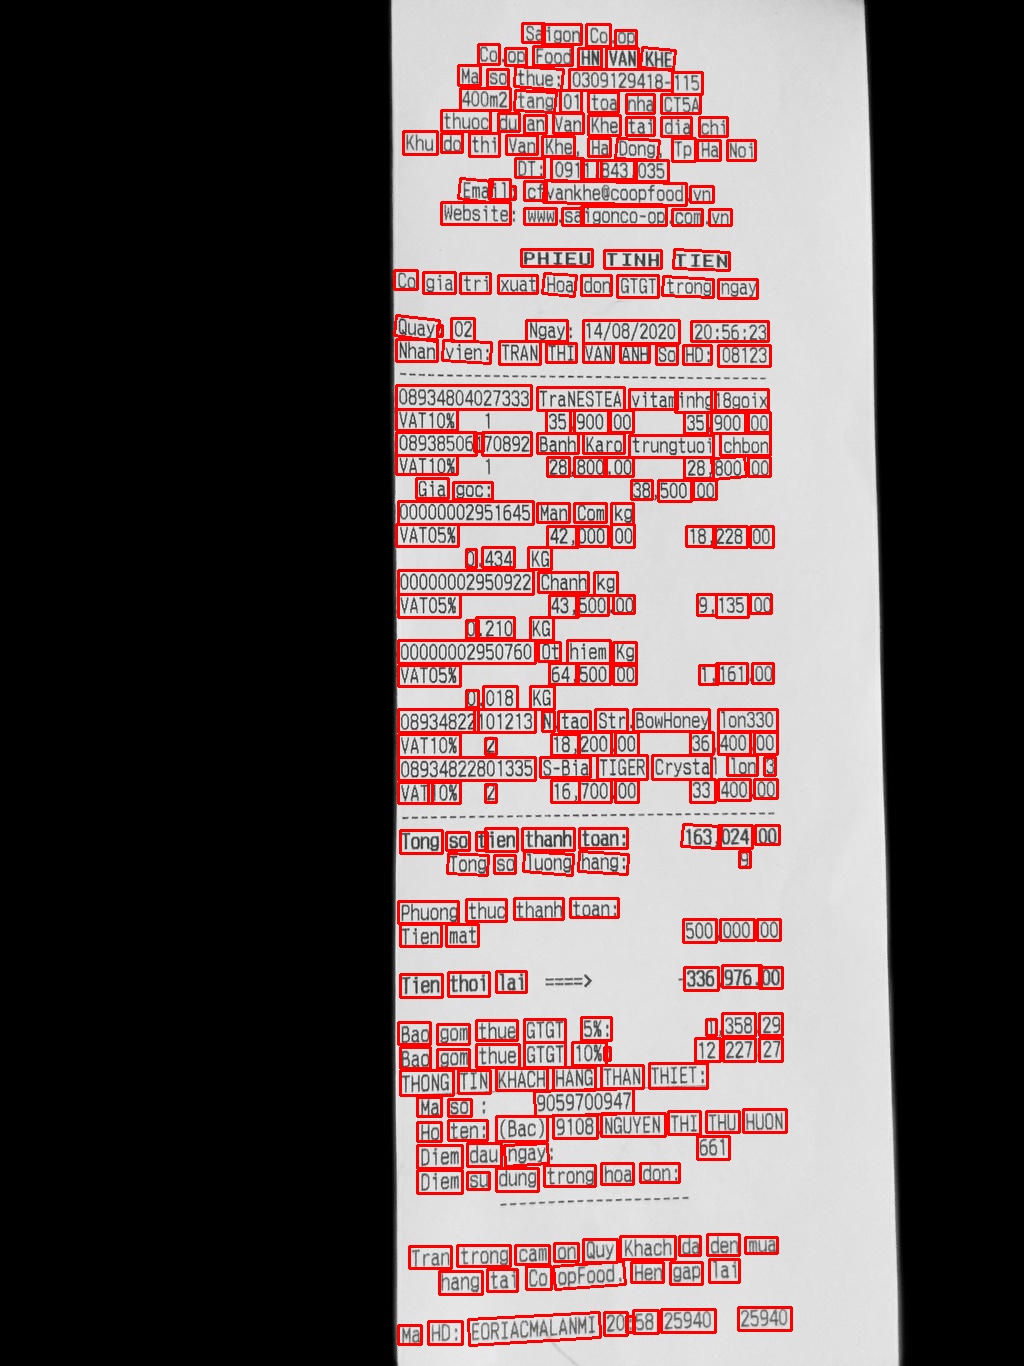 Saigon Co.op
Co.op Food HN VAN KHE
Ma so thue: 0309129418-115
400m2 tang 01 toa nha CT5A
thuoc du an Van Khe tai dia chi
Khu do thi Van Khe, Ha Dong, Tp Ha Noi
DT: 0911.843.035
Email: cfvankhe@coopfood.vn
Website: www.saigonco-op.com.vn
PHIEU TINH TIEN
Co gia tri xuat Hoa don GTGT trong ngay
Quay: 02 Ngay: 14/08/2020 20:56:23
Nhan vien: TRAN THI VAN ANH So HD: 08123
08934804027333 TraNESTEA vitaminhg18goix
VAT10% 1 35,900.00 35,900.00
08938506170892 Banh Karo trungtuoi chbon
VAT10% 1 28,800.00 28,800.00
Gia goc: 38,500.00
00000002951645 Man Com kg
VAT05% 42,000.00 18,228.00
0.434 KG
00000002950922 Chanh kg
VAT05% 43,500.00 9,135.00
0.210 KG
00000002950760 Ot hiem Kg
VAT05% 64,500.00 1,161.00
0.018 KG
08934822101213 N.tao Str.BowHoney lon330
VAT10% 2 18,200.00 36,400.00
08934822801335 S-Bia TIGER Crystal lon 3
VAT10% 2 16,700.00 33,400.00
Tong so tien thanh toan: 163,024.00
Tong so luong hang: 9
Phuong thuc thanh toan:
Tien mat 500,000.00
Tien thoi lai ====> -336,976.00
Bao gom thue GTGT 5%: 1,358.29
Bao gom thue GTGT 10%: 12,227.27
THONG TIN KHACH HANG THAN THIET:
Ma so : 9059700947
Ho ten: (Bac) 9108.NGUYEN THI THU HUON
Diem dau ngay: 661
Diem su dung trong hoa don:
Tran trong cam on Quy Khach da den mua
hang tai Co.opFood. Hen gap lai
Ma HD: EORIACMALANMI 20:58 25940 25940